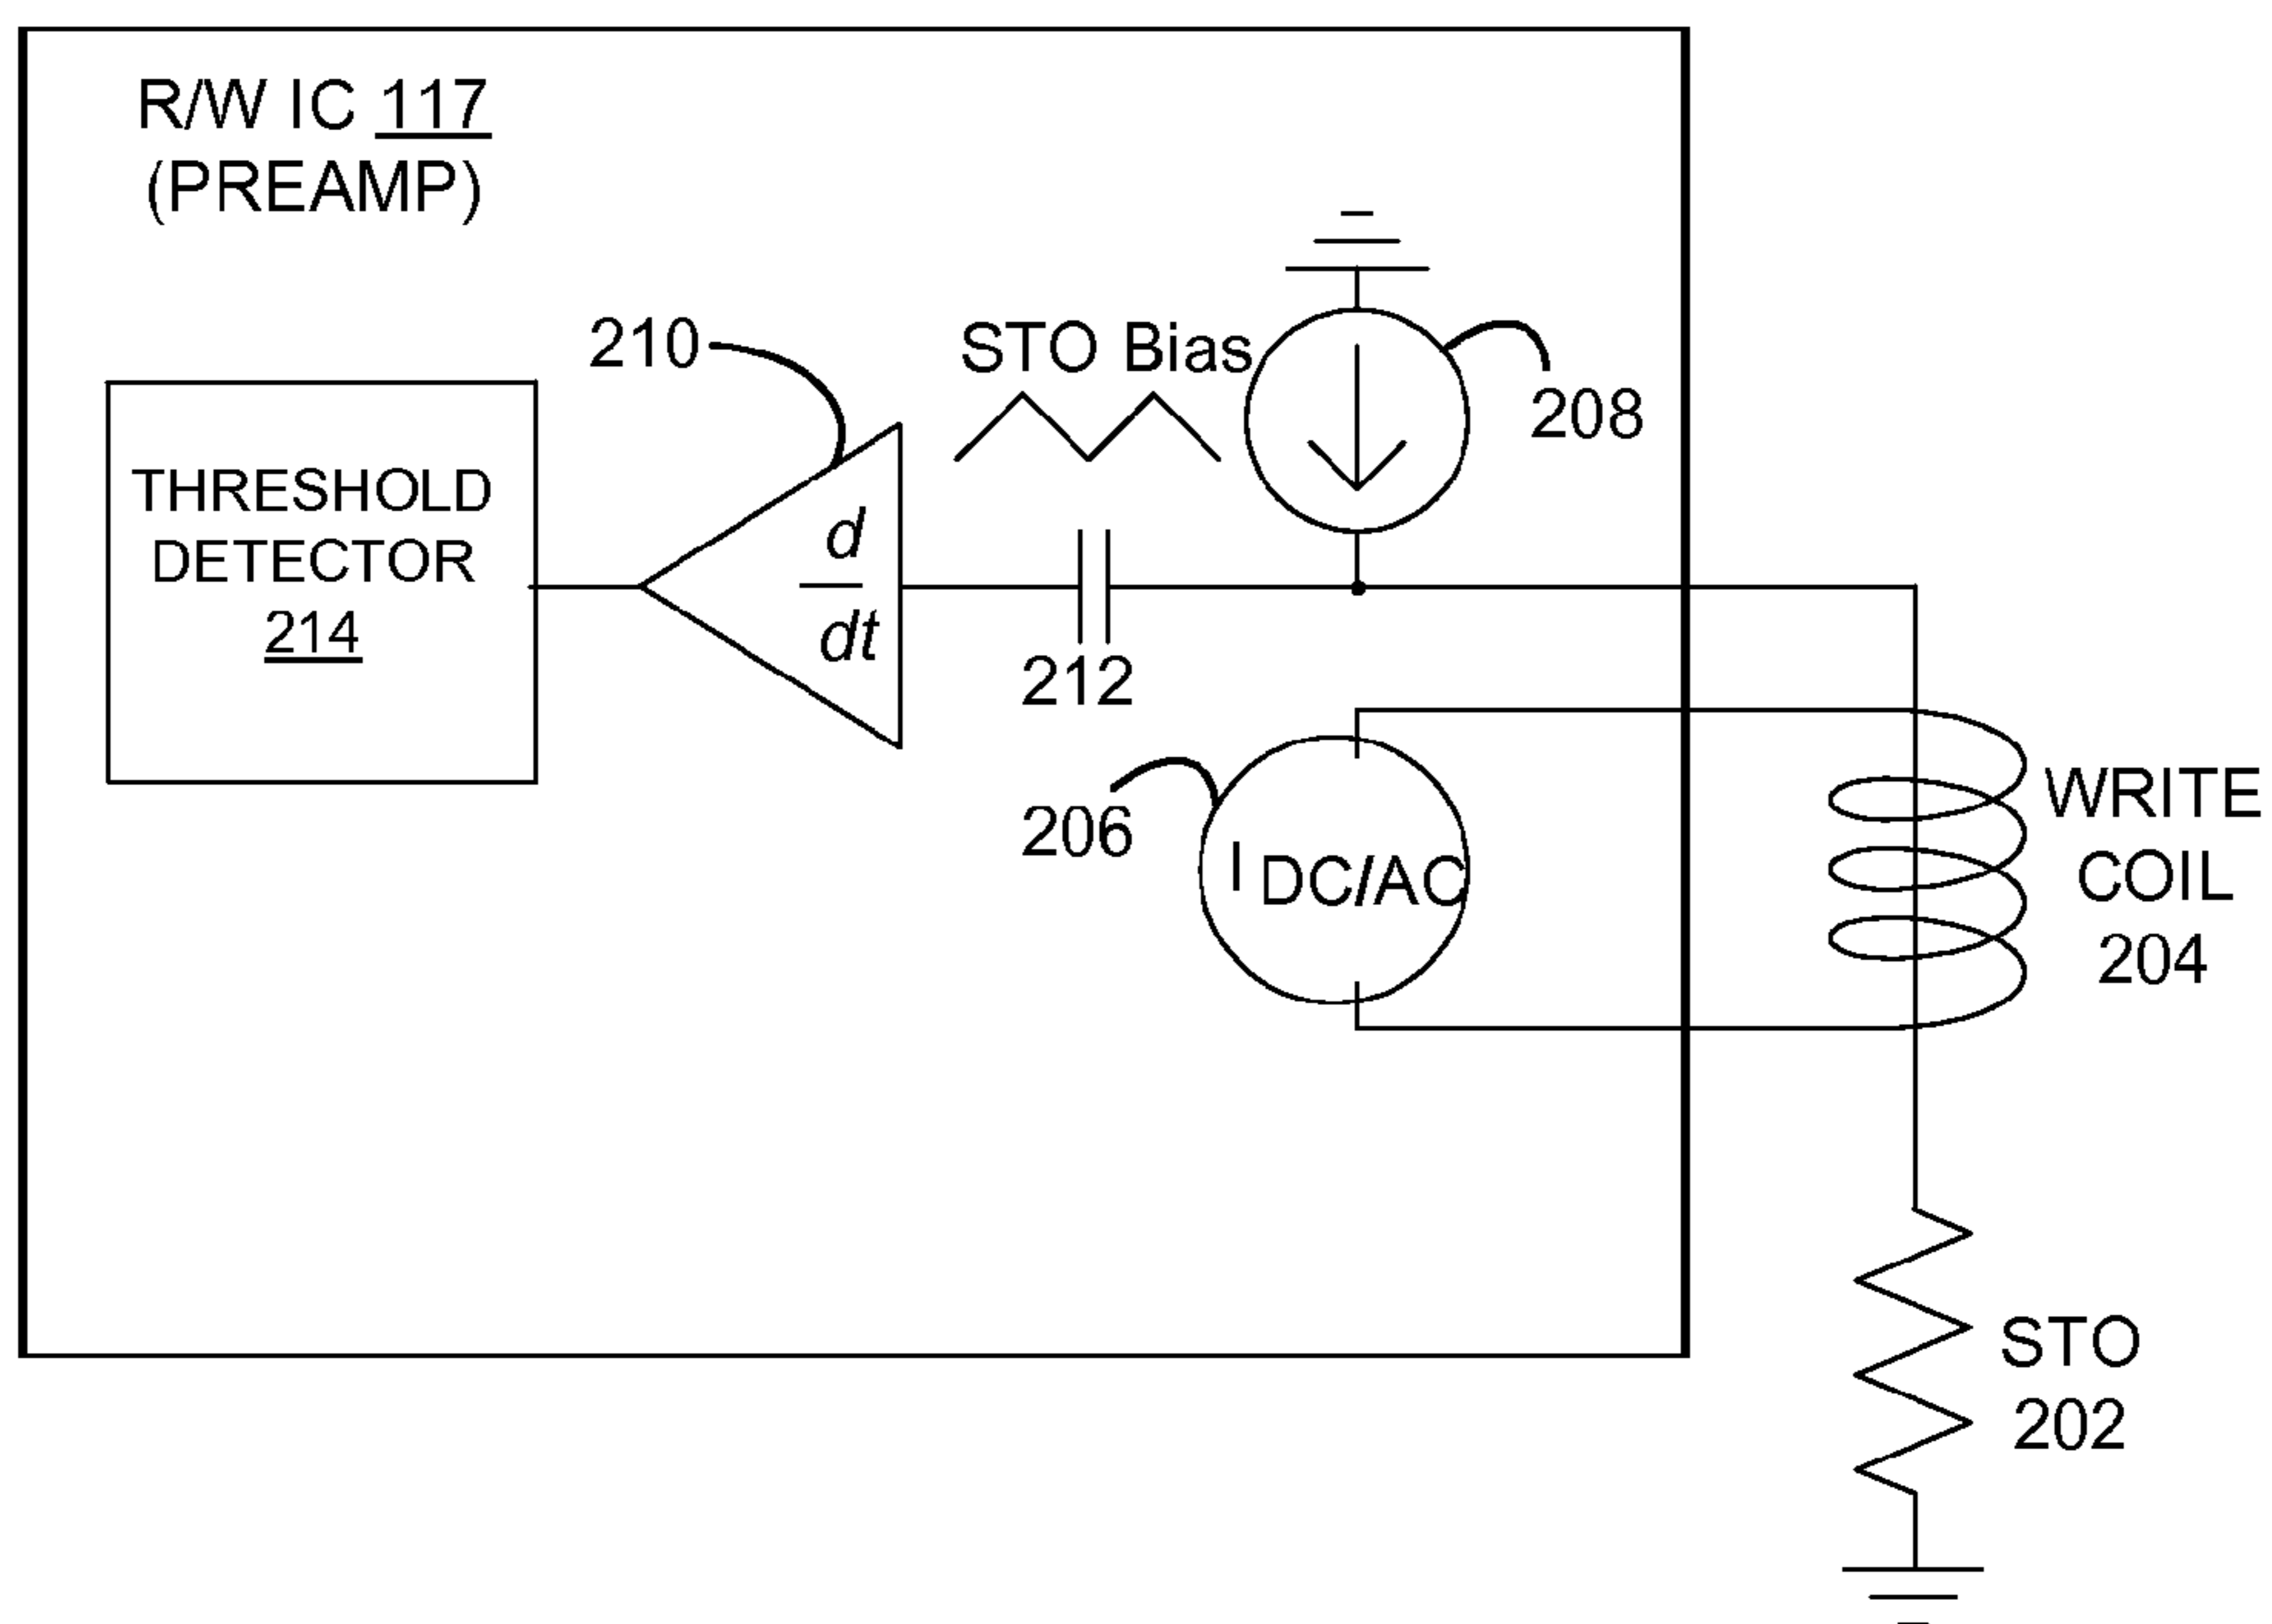 R/W IC 117
(PREAMP)
210
STO Bias
208
THRESHOLD
DETECTOR
214
d
dt
212
206
I DC/AC
WRITE
COIL
204
STO
202